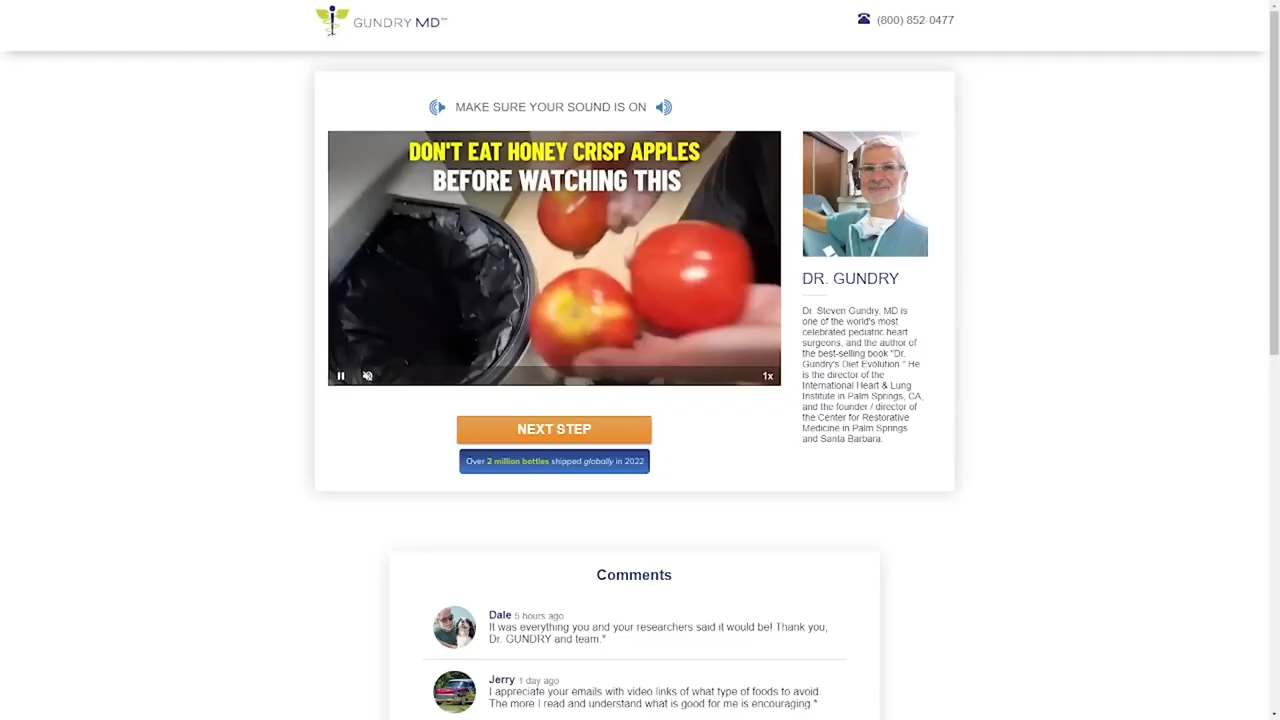 GUNDRY MD™
(800) 852-0477
MAKE SURE YOUR SOUND IS ON
DON'T EAT HONEY CRISP APPLES
BEFORE WATCHING THIS
1x
NEXT STEP
Over 2 million bottles shipped globally in 2022
DR. GUNDRY
Dr. Steven Gundry, MD is
one of the world's most
celebrated pediatric heart
surgeons, and the author of
the best-selling book "Dr.
Gundry's Diet Evolution." He
is the director of the
International Heart & Lung
Institute in Palm Springs, CA,
and the founder / director of
the Center for Restorative
Medicine in Palm Springs
and Santa Barbara.
Comments
Dale 5 hours ago
It was everything you and your researchers said it would be! Thank you,
Dr. GUNDRY and team.*
Jerry 1 day ago
I appreciate your emails with video links of what type of foods to avoid.
The more I read and understand what is good for me is encouraging.*